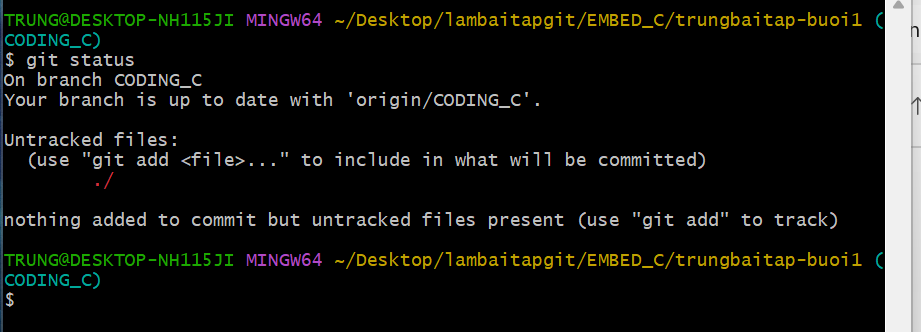 TRUNG@DESKTOP-NH115JI MINGW64 ~/Desktop/lambaitapgit/EMBED_C/trungbaitap-buoi1 (
CODING_C)
$ git status
On branch CODING_C
Your branch is up to date with 'origin/CODING_C'.

Untracked files:
  (use "git add <file>..." to include in what will be committed)
        ./

nothing added to commit but untracked files present (use "git add" to track)

TRUNG@DESKTOP-NH115JI MINGW64 ~/Desktop/lambaitapgit/EMBED_C/trungbaitap-buoi1 (
CODING_C)
$
n